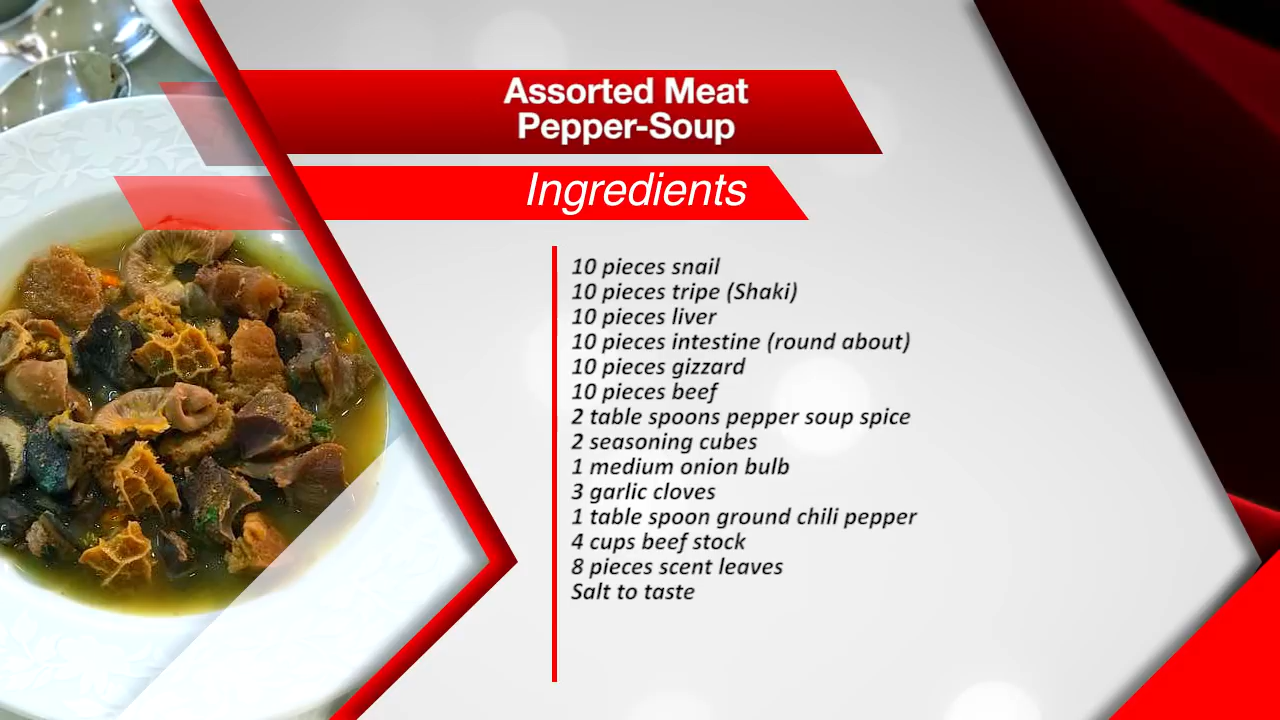 Assorted Meat
Pepper-Soup
Ingredients
10 pieces snail
10 pieces tripe (Shaki)
10 pieces liver
10 pieces intestine (round about)
10 pieces gizzard
10 pieces beef
2 table spoons pepper soup spice
2 seasoning cubes
1 medium onion bulb
3 garlic cloves
1 table spoon ground chili pepper
4 cups beef stock
8 pieces scent leaves
Salt to taste